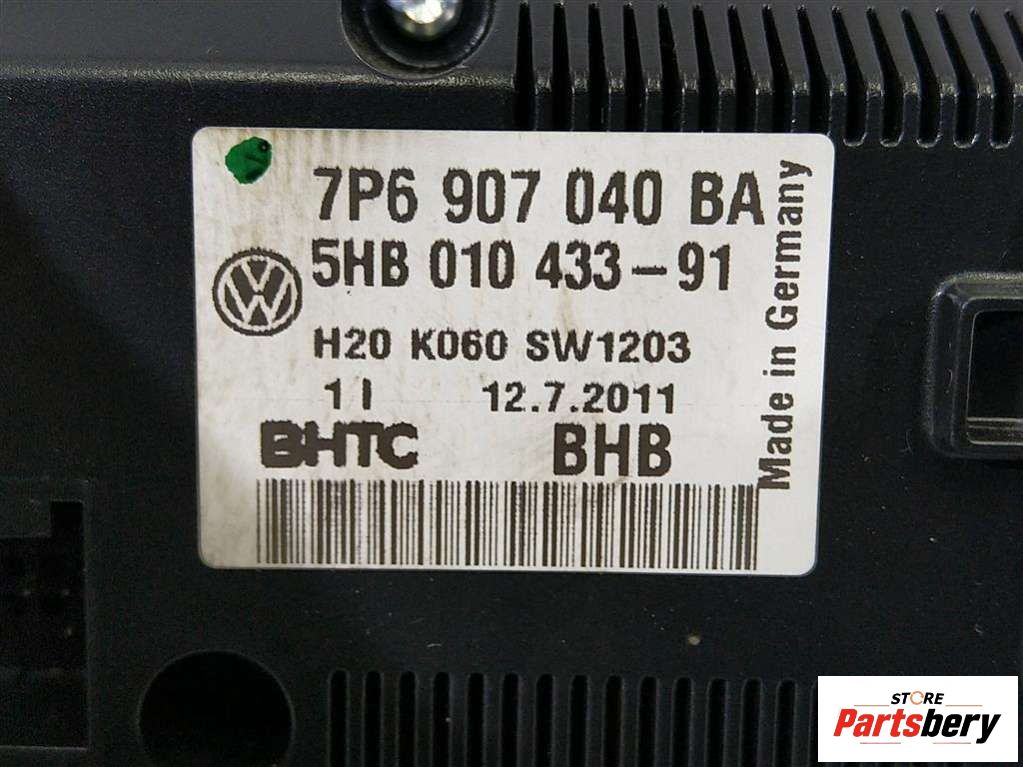 7P6 907 040 BA
5HB 010 433-91
H20 K060 SW1203
1 I 12.7.2011
BHTC BHB
Made in Germany
STORE
Partsbery